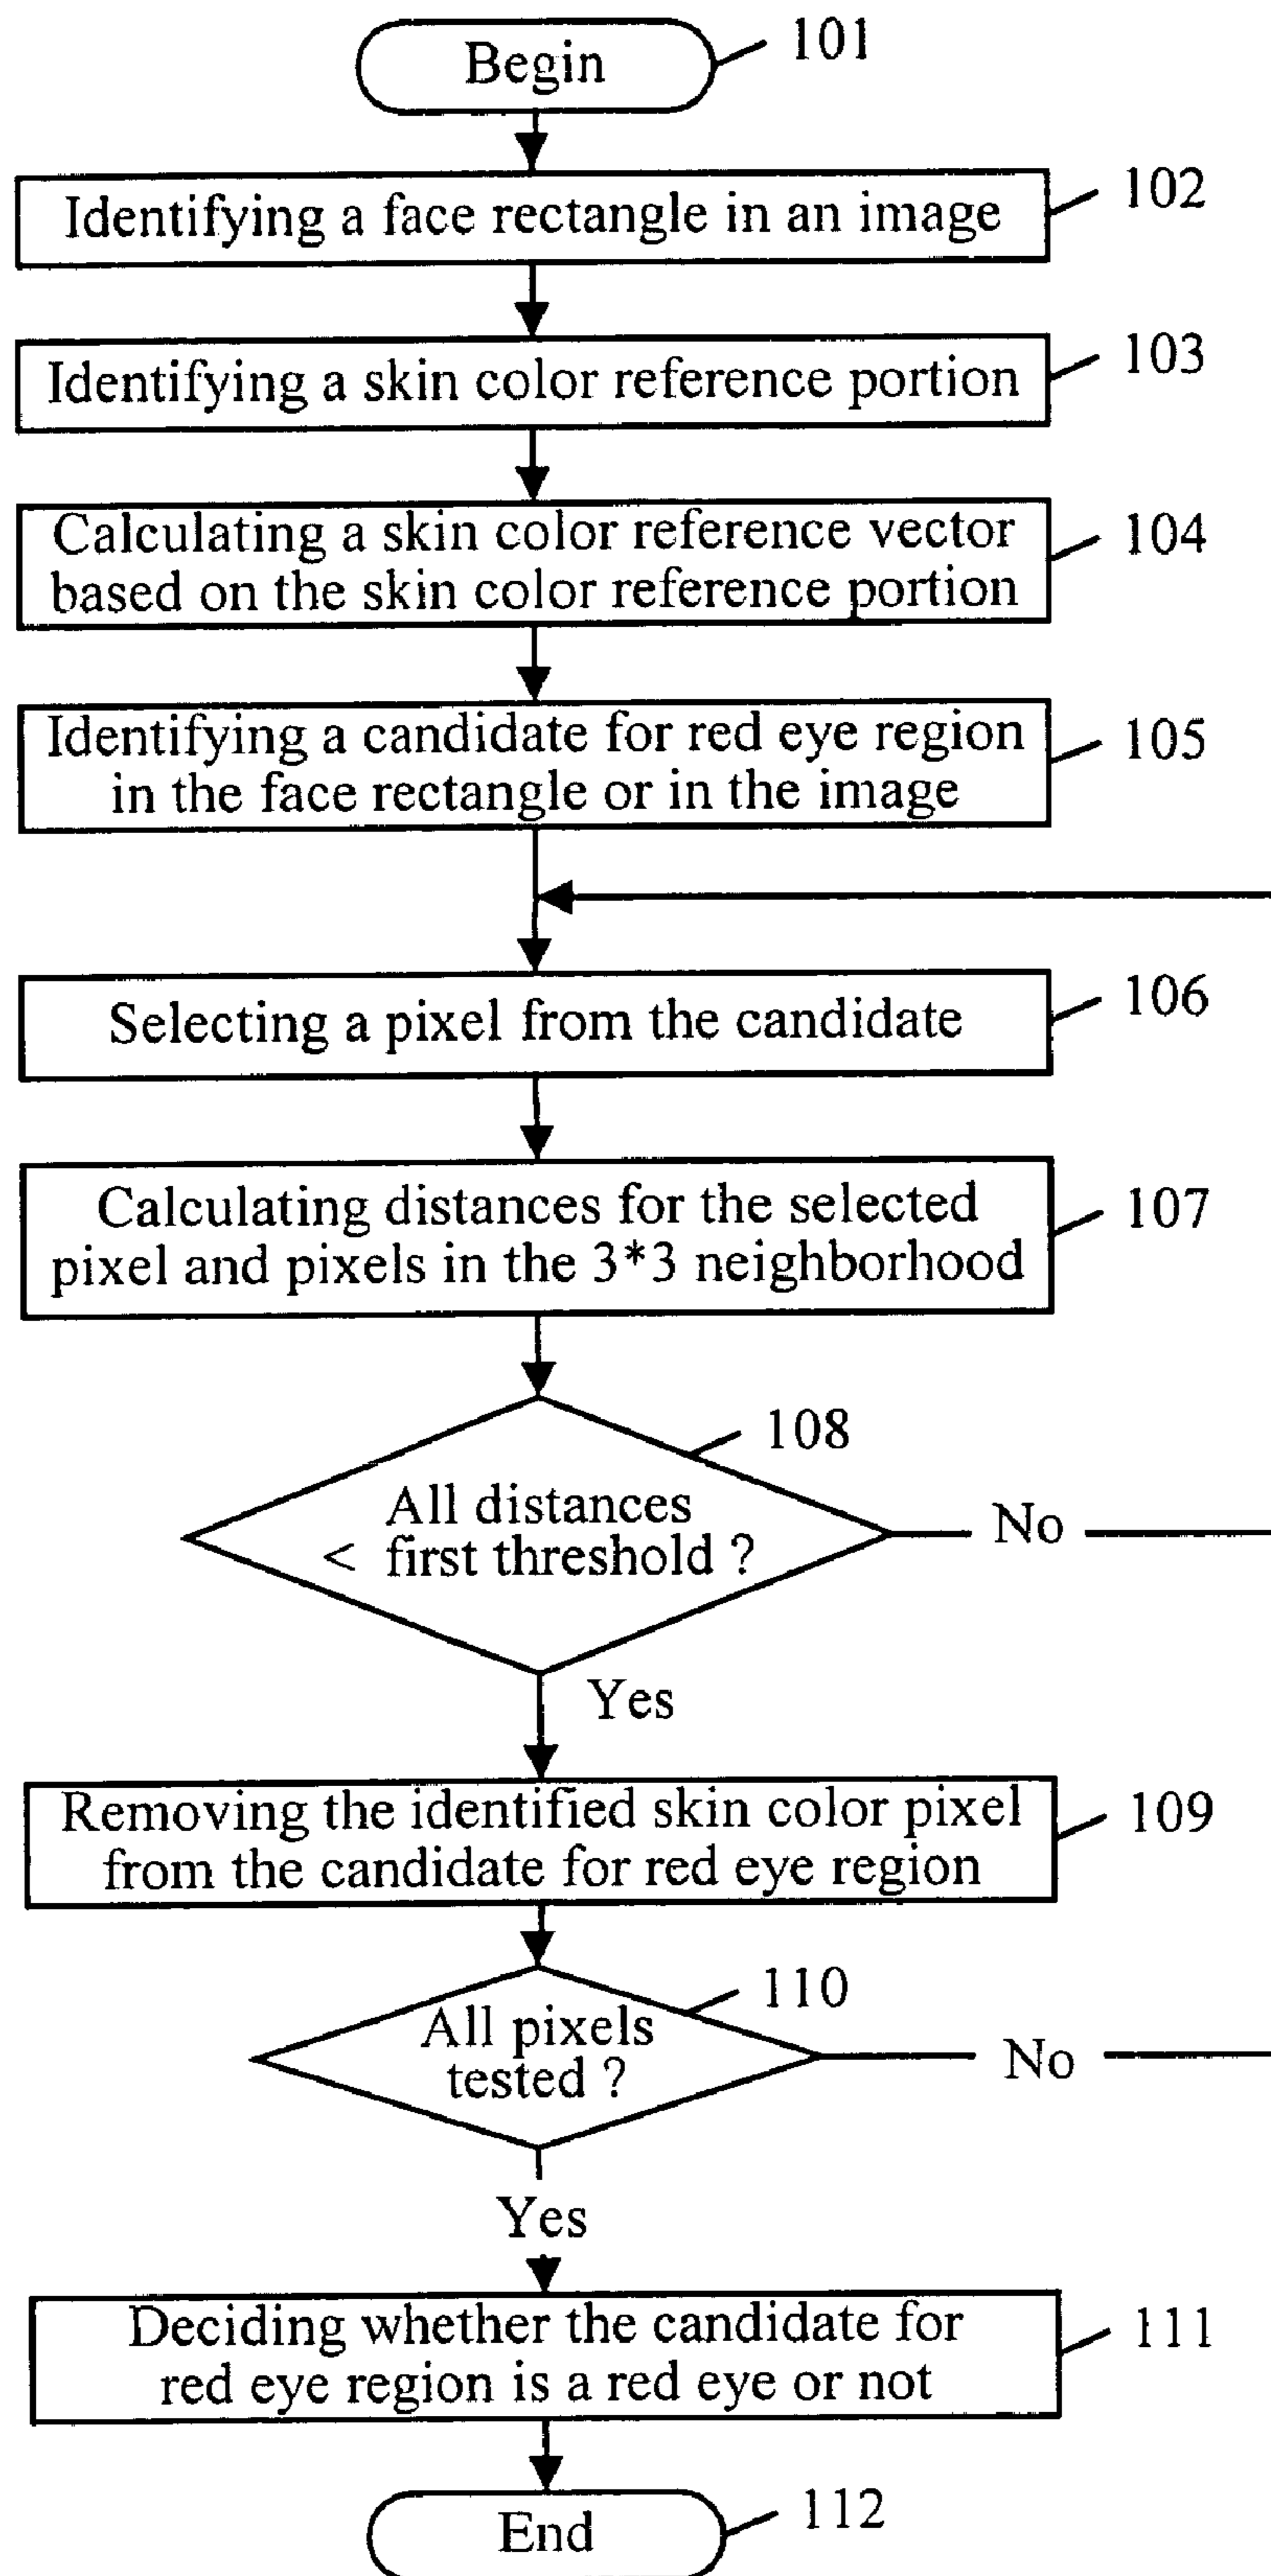 Begin
101
Identifying a face rectangle in an image
102
Identifying a skin color reference portion
103
Calculating a skin color reference vector
based on the skin color reference portion
104
Identifying a candidate for red eye region
in the face rectangle or in the image
105
Selecting a pixel from the candidate
106
Calculating distances for the selected
pixel and pixels in the 3*3 neighborhood
107
108
All distances
< first threshold ?
No
Yes
Removing the identified skin color pixel
from the candidate for red eye region
109
110
All pixels
tested ?
No
Yes
Deciding whether the candidate for
red eye region is a red eye or not
111
End
112